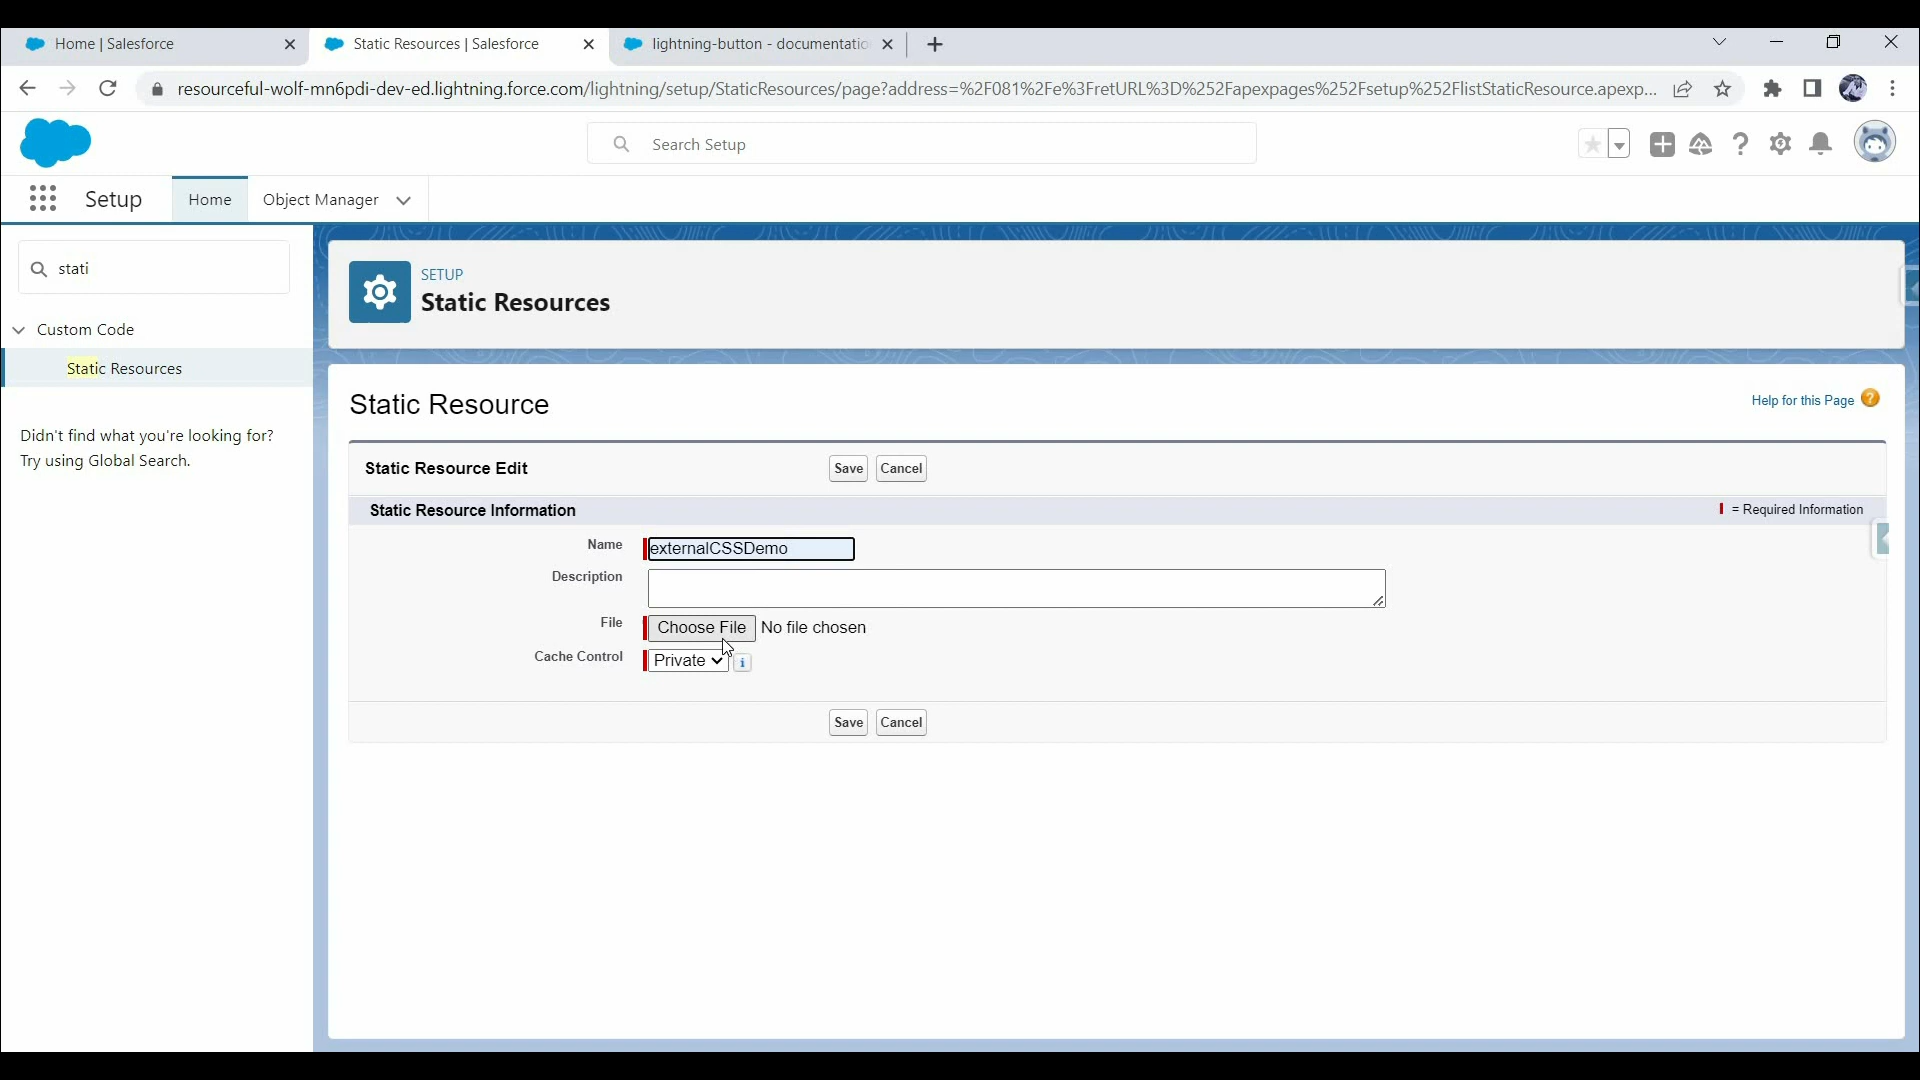 Home | Salesforce
Static Resources | Salesforce
lightning-button - documentatio
resourceful-wolf-mn6pdi-dev-ed.lightning.force.com/lightning/setup/StaticResources/page?address=%2F081%2Fe%3FretURL%3D%252Fapexpages%252Fsetup%252FlistStaticResource.apexp...
Search Setup
Setup
Home
Object Manager
stati
Custom Code
Static Resources
Didn't find what you're looking for?
Try using Global Search.
SETUP
Static Resources
Static Resource
Help for this Page
Static Resource Edit
Save
Cancel
Static Resource Information
= Required Information
Name
externalCSSDemo
Description
File
Choose File
No file chosen
Cache Control
Private
i
Save
Cancel